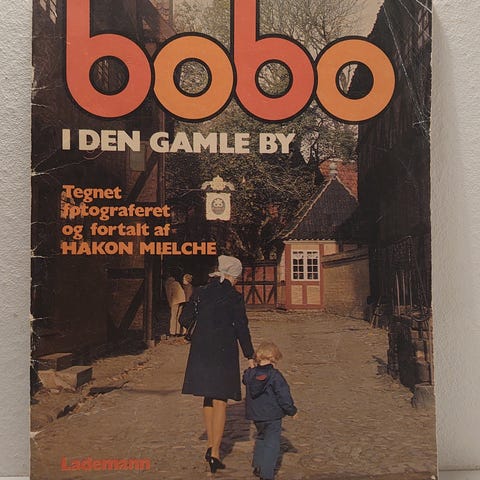 bobo
I DEN GAMLE BY
Tegnet
fotograferet
og fortalt af
HAKON MIELCHE
Lademann